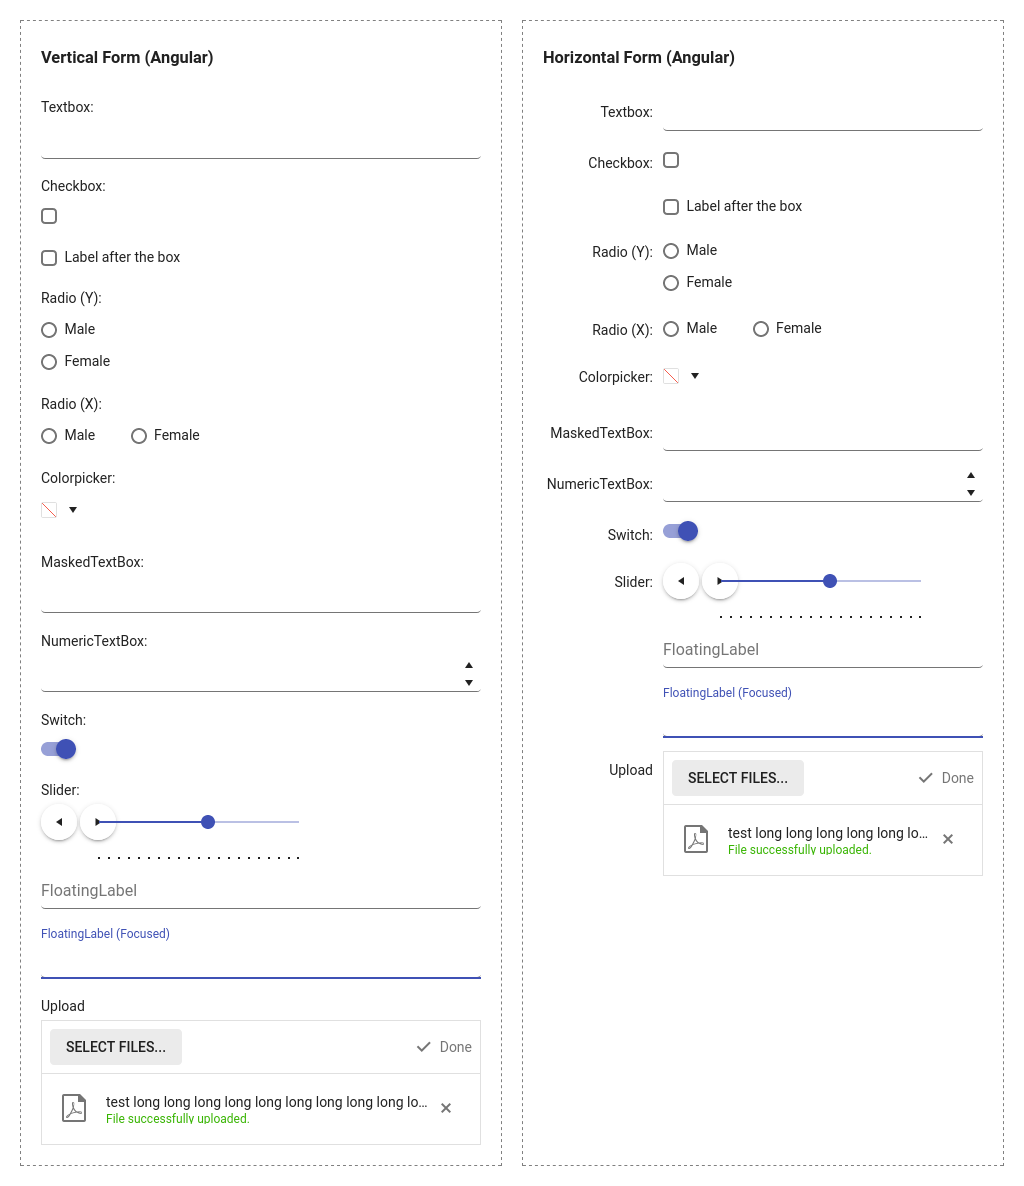 Vertical Form (Angular)
Textbox:
Checkbox:
Label after the box
Radio (Y):
Male
Female
Radio (X):
Male Female
Colorpicker:
MaskedTextBox:
NumericTextBox:
Switch:
Slider:
FloatingLabel
FloatingLabel (Focused)
Upload
SELECT FILES... Done
test long long long long long long long long long lo...
File successfully uploaded.
Horizontal Form (Angular)
Textbox:
Checkbox:
Label after the box
Radio (Y): Male
Female
Radio (X): Male Female
Colorpicker:
MaskedTextBox:
NumericTextBox:
Switch:
Slider:
FloatingLabel
FloatingLabel (Focused)
Upload SELECT FILES... Done
test long long long long long lo...
File successfully uploaded.